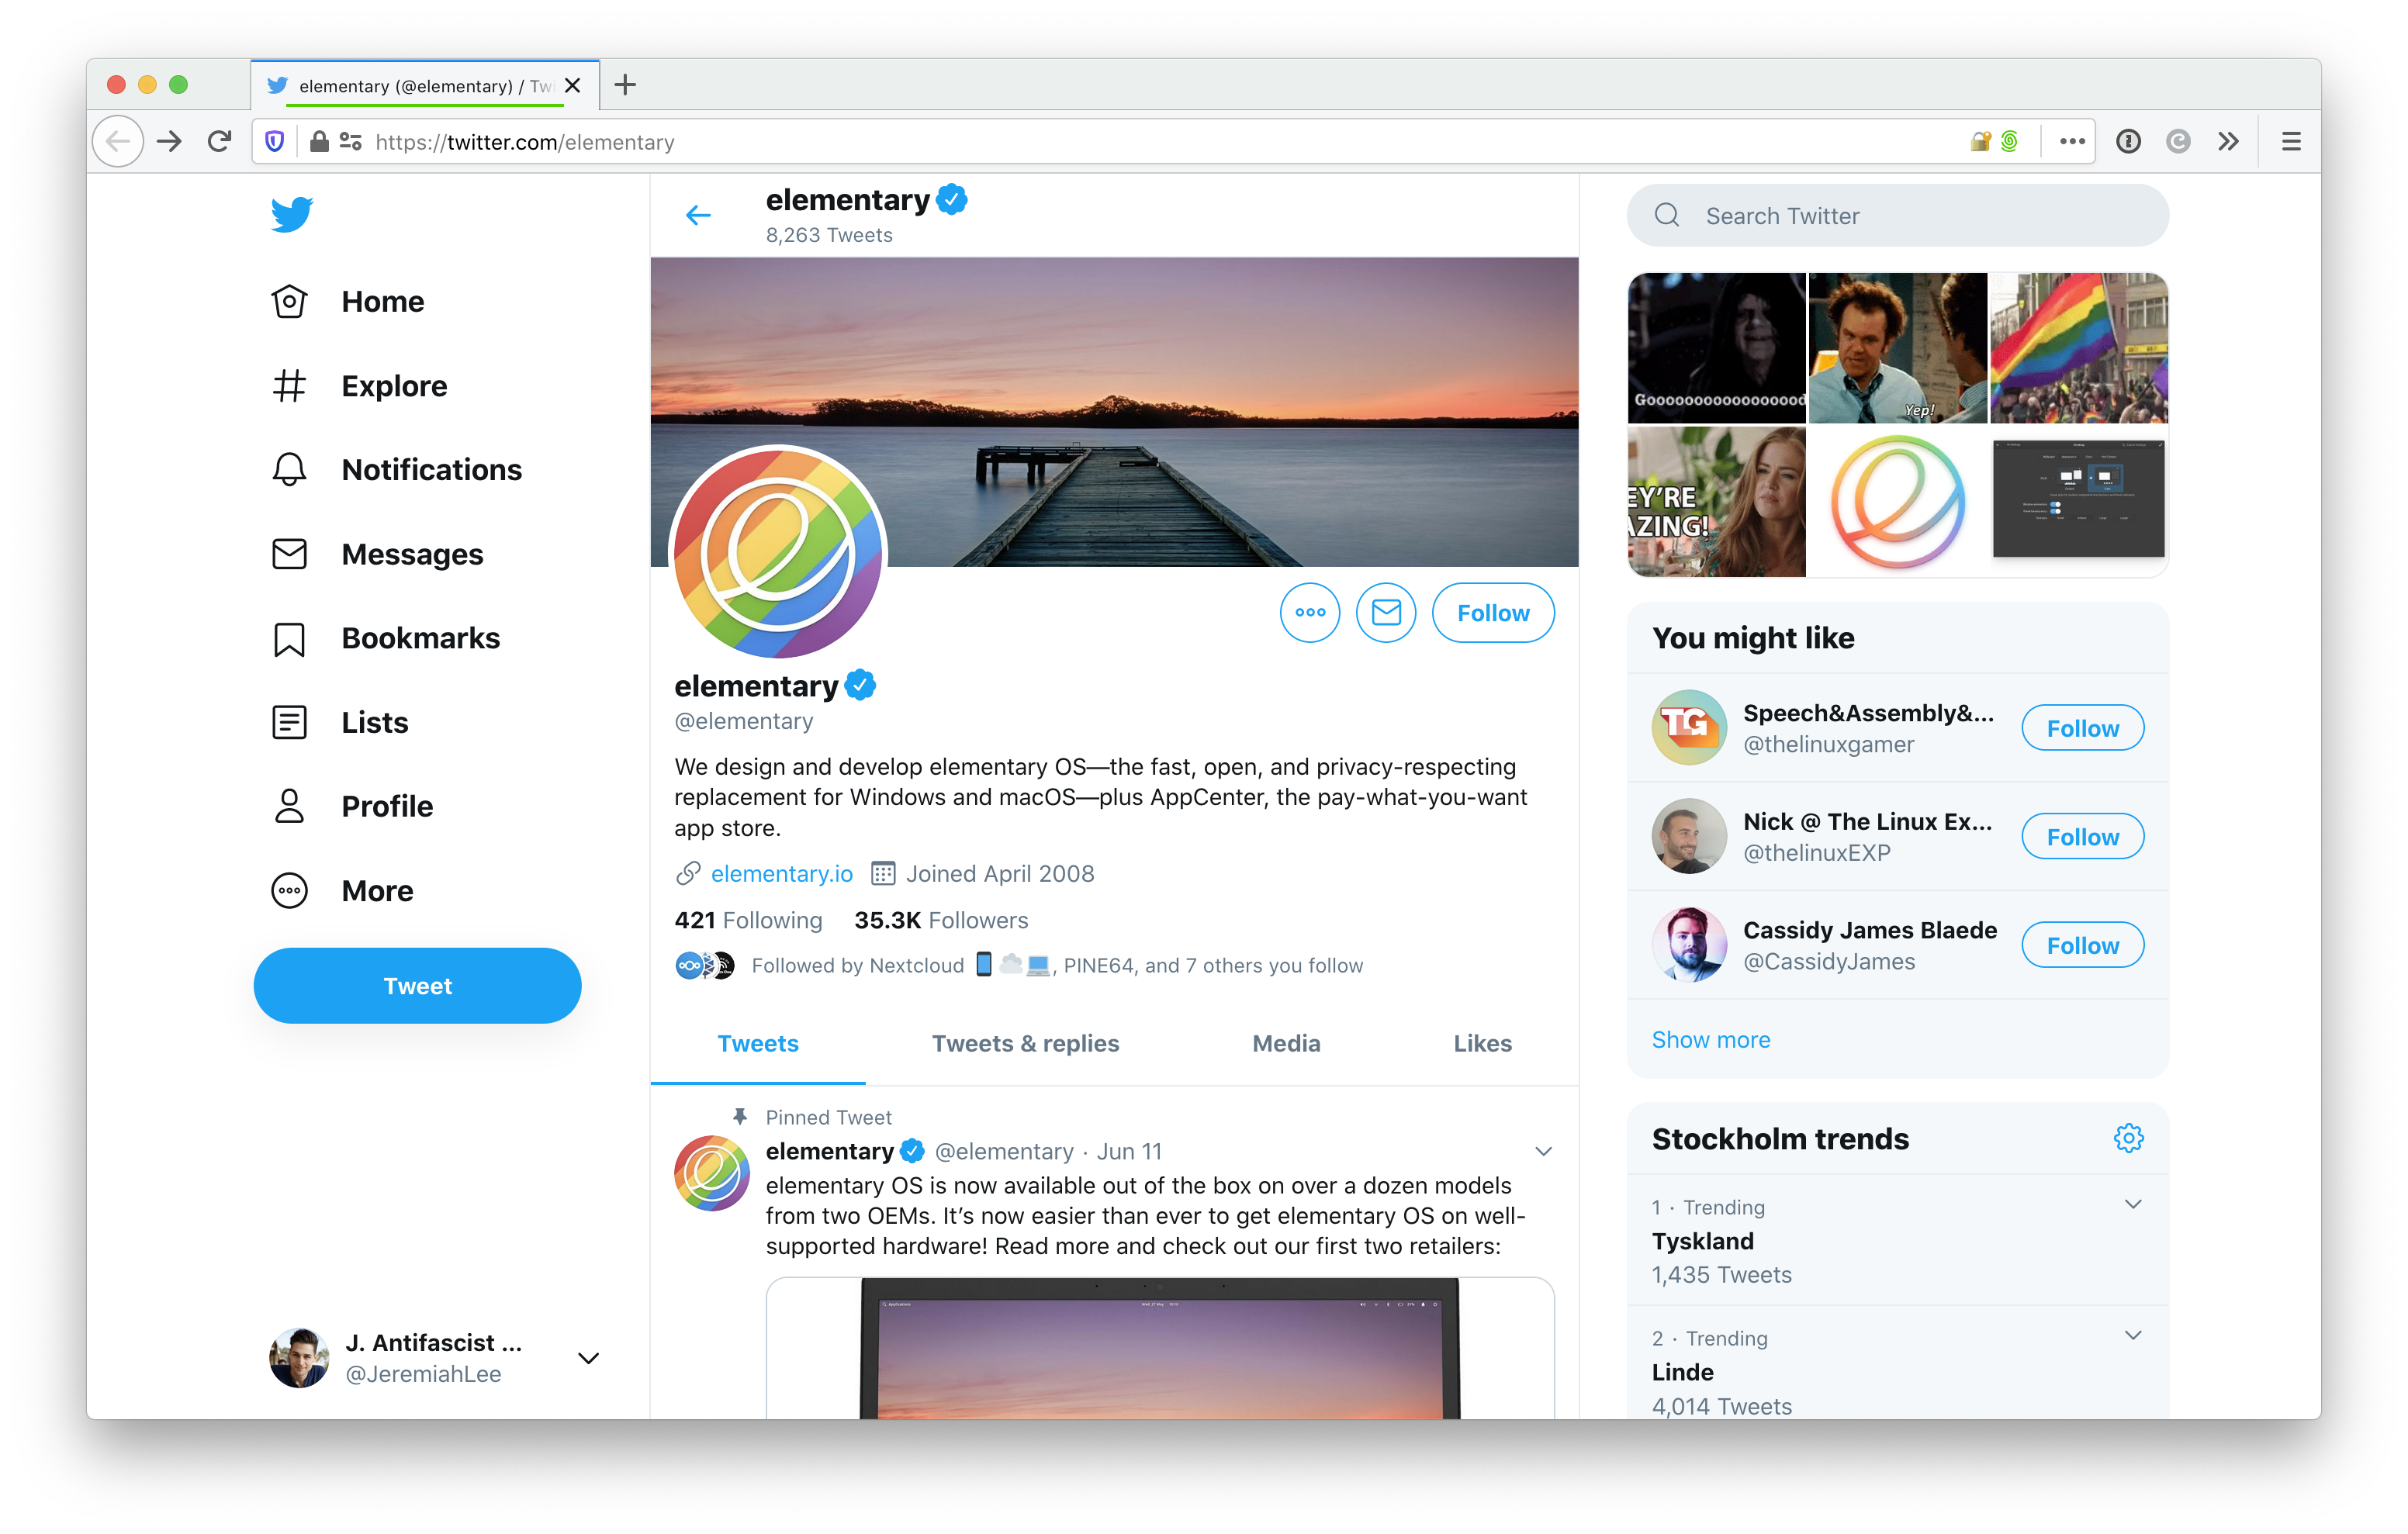 elementary (@elementary) / Twi
https://twitter.com/elementary
Home
Explore
Notifications
Messages
Bookmarks
Lists
Profile
More
Tweet
J. Antifascist ...
@JeremiahLee
elementary
8,263 Tweets
Follow
elementary
@elementary
We design and develop elementary OS—the fast, open, and privacy-respecting
replacement for Windows and macOS—plus AppCenter, the pay-what-you-want
app store.
elementary.io Joined April 2008
421 Following 35.3K Followers
Followed by Nextcloud 📱☁️💻, PINE64, and 7 others you follow
Tweets Tweets & replies Media Likes
Pinned Tweet
elementary @elementary · Jun 11
elementary OS is now available out of the box on over a dozen models
from two OEMs. It’s now easier than ever to get elementary OS on well-
supported hardware! Read more and check out our first two retailers:
Search Twitter
Gooooooooooooooood
Yep!
EY'RE
AZING!
You might like
TG
Speech&Assembly&...
@thelinuxgamer
Follow
Nick @ The Linux Ex...
@thelinuxEXP
Follow
Cassidy James Blaede
@CassidyJames
Follow
Show more
Stockholm trends
1 · Trending
Tyskland
1,435 Tweets
2 · Trending
Linde
4,014 Tweets